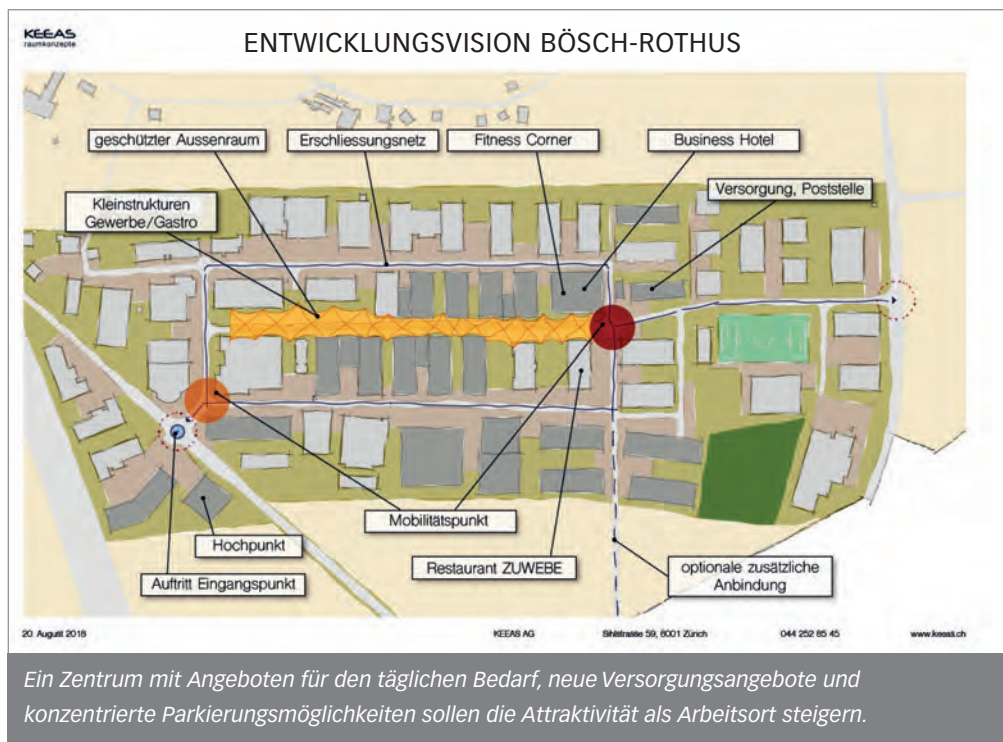 KEEAS
raumkonzepte
ENTWICKLUNGSVISION BÖSCH-ROTHUS
geschützter Aussenraum
Erschliessungsnetz
Fitness Corner
Business Hotel
Kleinstrukturen
Gewerbe/Gastro
Versorgung, Poststelle
Mobilitätspunkt
Hochpunkt
Restaurant ZUWEBE
optionale zusätzliche
Anbindung
Auftritt Eingangspunkt
20. August 2018
KEEAS AG
Sihlstrasse 59, 8001 Zürich
044 252 85 45
www.keeas.ch
Ein Zentrum mit Angeboten für den täglichen Bedarf, neue Versorgungsangebote und
konzentrierte Parkierungsmöglichkeiten sollen die Attraktivität als Arbeitsort steigern.